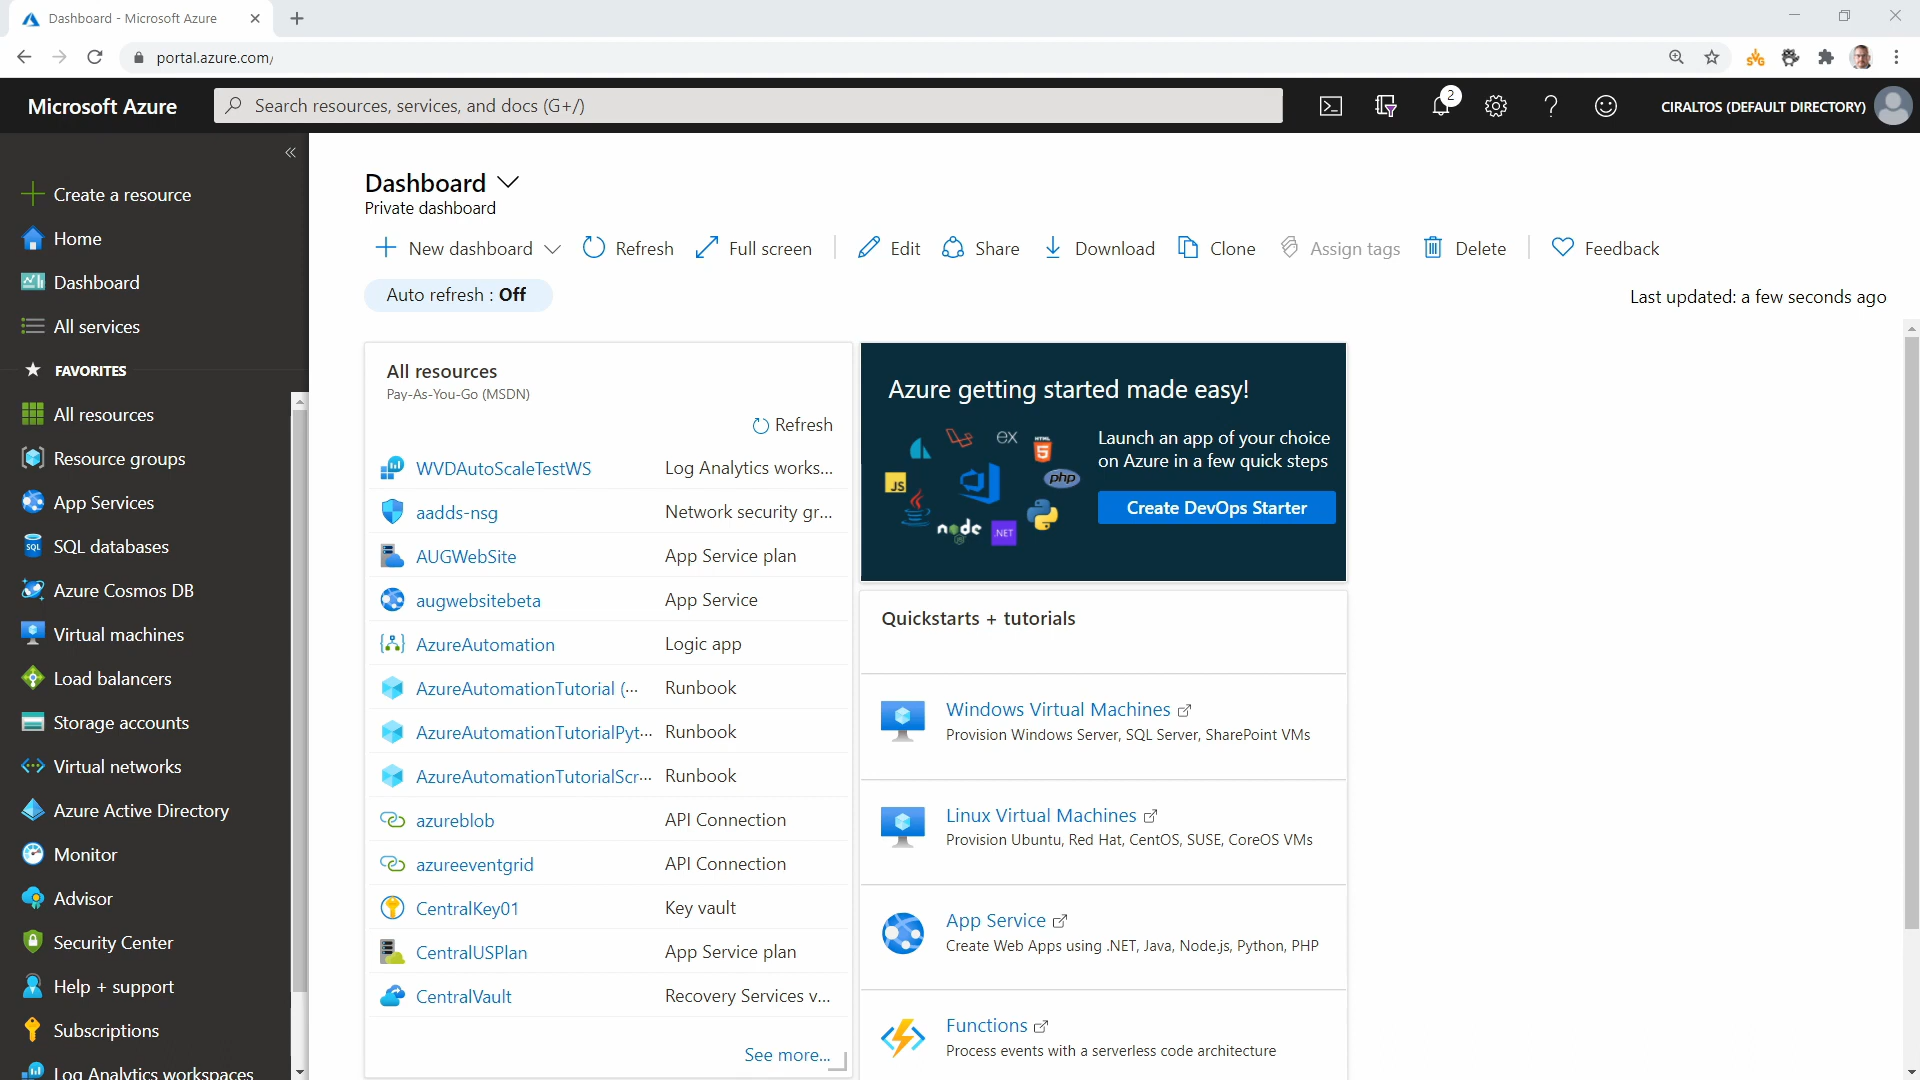 Dashboard - Microsoft Azure
portal.azure.com/
Microsoft Azure
Search resources, services, and docs (G+/)
2
CIRALTOS (DEFAULT DIRECTORY)
Create a resource
Home
Dashboard
All services
FAVORITES
All resources
Resource groups
App Services
SQL databases
Azure Cosmos DB
Virtual machines
Load balancers
Storage accounts
Virtual networks
Azure Active Directory
Monitor
Advisor
Security Center
Help + support
Subscriptions
Log Analytics workspaces
Dashboard
Private dashboard
New dashboard
Refresh
Full screen
Edit
Share
Download
Clone
Assign tags
Delete
Feedback
Auto refresh : Off
Last updated: a few seconds ago
All resources
Pay-As-You-Go (MSDN)
Refresh
WVDAutoScaleTestWS Log Analytics works...
aadds-nsg Network security gr...
AUGWebSite App Service plan
augwebsitebeta App Service
AzureAutomation Logic app
AzureAutomationTutorial (... Runbook
AzureAutomationTutorialPyt... Runbook
AzureAutomationTutorialScr... Runbook
azureblob API Connection
azureeventgrid API Connection
CentralKey01 Key vault
CentralUSPlan App Service plan
CentralVault Recovery Services v...
See more...
Azure getting started made easy!
Launch an app of your choice
on Azure in a few quick steps
Create DevOps Starter
ex
HTML
5
JS
php
node
JS
.NET
Quickstarts + tutorials
Windows Virtual Machines
Provision Windows Server, SQL Server, SharePoint VMs
Linux Virtual Machines
Provision Ubuntu, Red Hat, CentOS, SUSE, CoreOS VMs
App Service
Create Web Apps using .NET, Java, Node.js, Python, PHP
Functions
Process events with a serverless code architecture